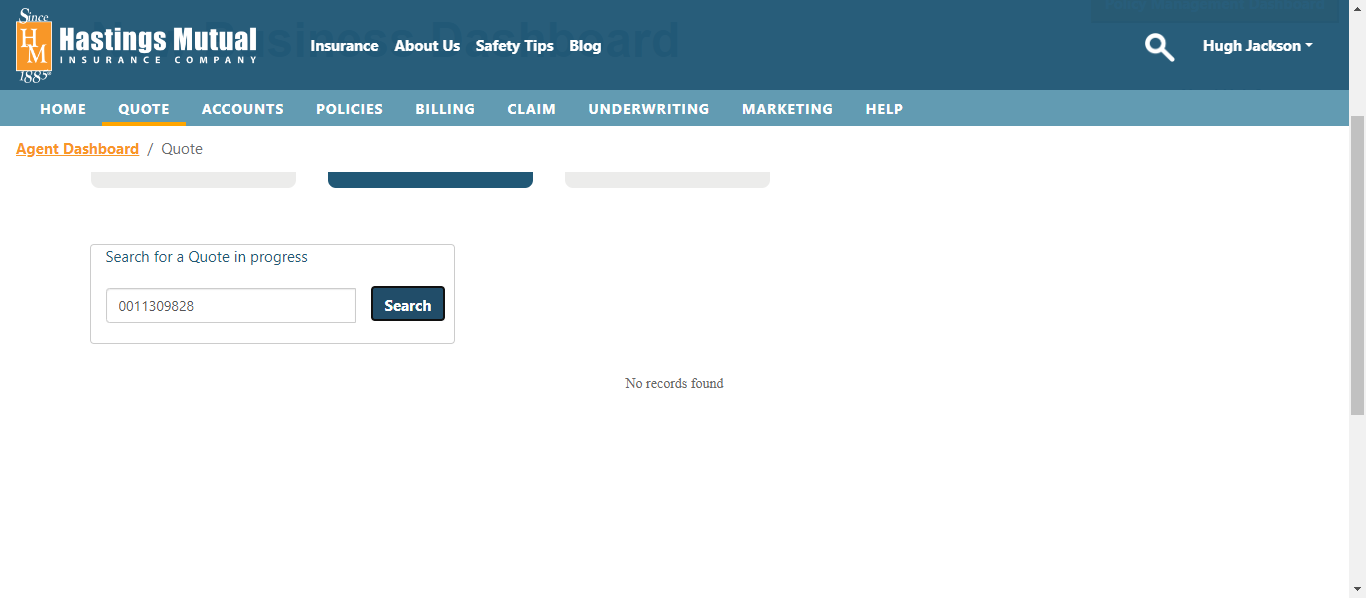 Since
HM
1885
Hastings Mutual
INSURANCE COMPANY
Insurance About Us Safety Tips Blog
Hugh Jackson
HOME QUOTE ACCOUNTS POLICIES BILLING CLAIM UNDERWRITING MARKETING HELP
Agent Dashboard / Quote
Search for a Quote in progress
0011309828
Search
No records found